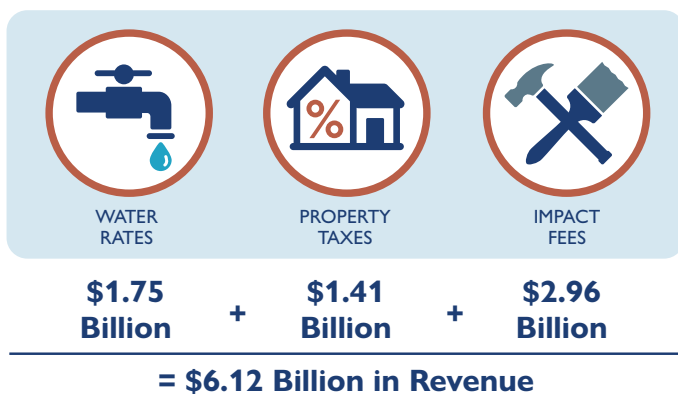 %
WATER
RATES
PROPERTY
TAXES
IMPACT
FEES
$1.75
Billion
+
$1.41
Billion
+
$2.96
Billion
= $6.12 Billion in Revenue